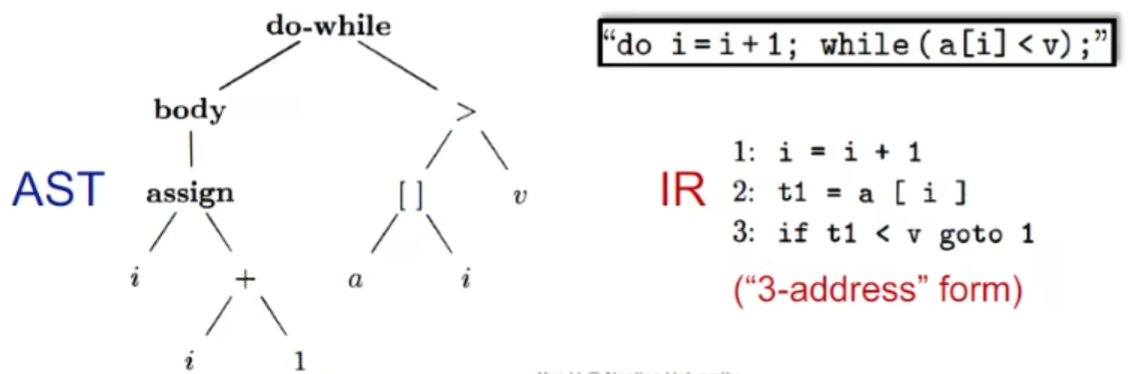 do-while
"do i=i+1; while(a[i]<v);"
body
>
AST
assign
[ ]
v
i
+
a
i
i
1
IR
1: i = i + 1
2: t1 = a [ i ]
3: if t1 < v goto 1
("3-address" form)